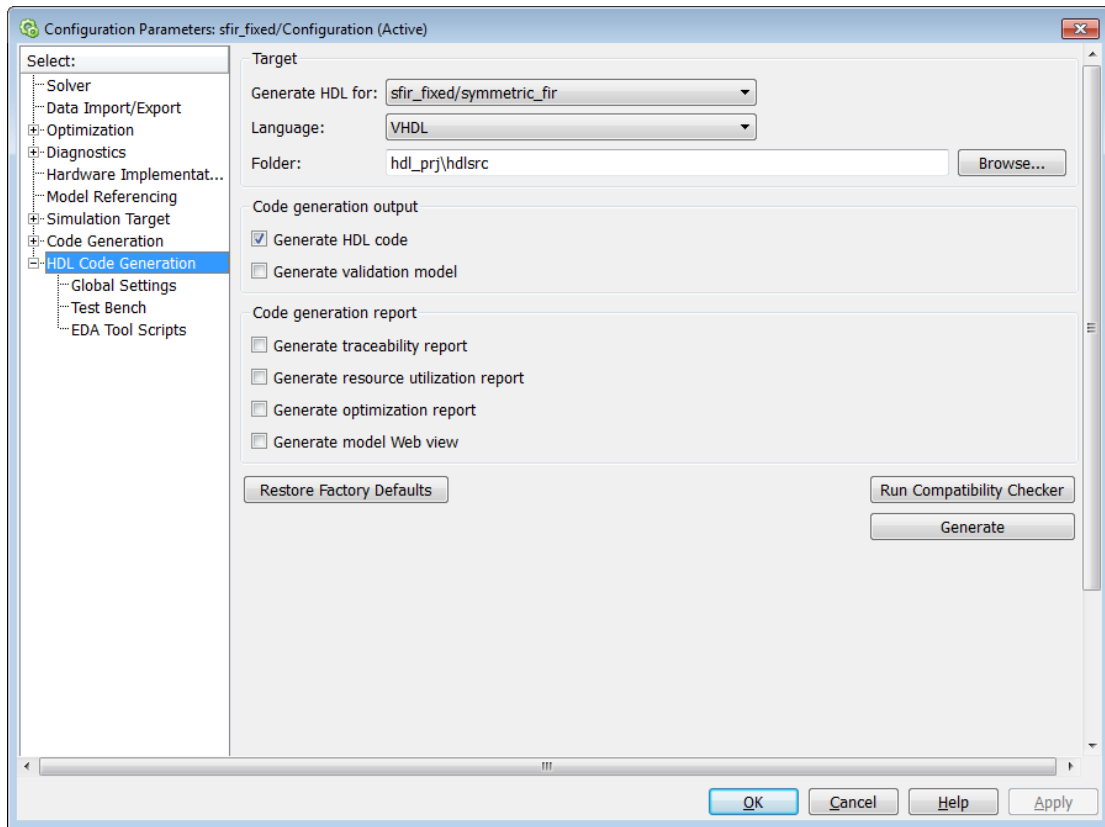 Configuration Parameters: sfir_fixed/Configuration (Active)
Select:
Solver
Data Import/Export
Optimization
Diagnostics
Hardware Implementat...
Model Referencing
Simulation Target
Code Generation
HDL Code Generation
Global Settings
Test Bench
EDA Tool Scripts
Target
Generate HDL for: sfir_fixed/symmetric_fir
Language: VHDL
Folder: hdl_prj\hdlsrc Browse...
Code generation output
Generate HDL code
Generate validation model
Code generation report
Generate traceability report
Generate resource utilization report
Generate optimization report
Generate model Web view
Restore Factory Defaults Run Compatibility Checker
Generate
OK Cancel Help Apply